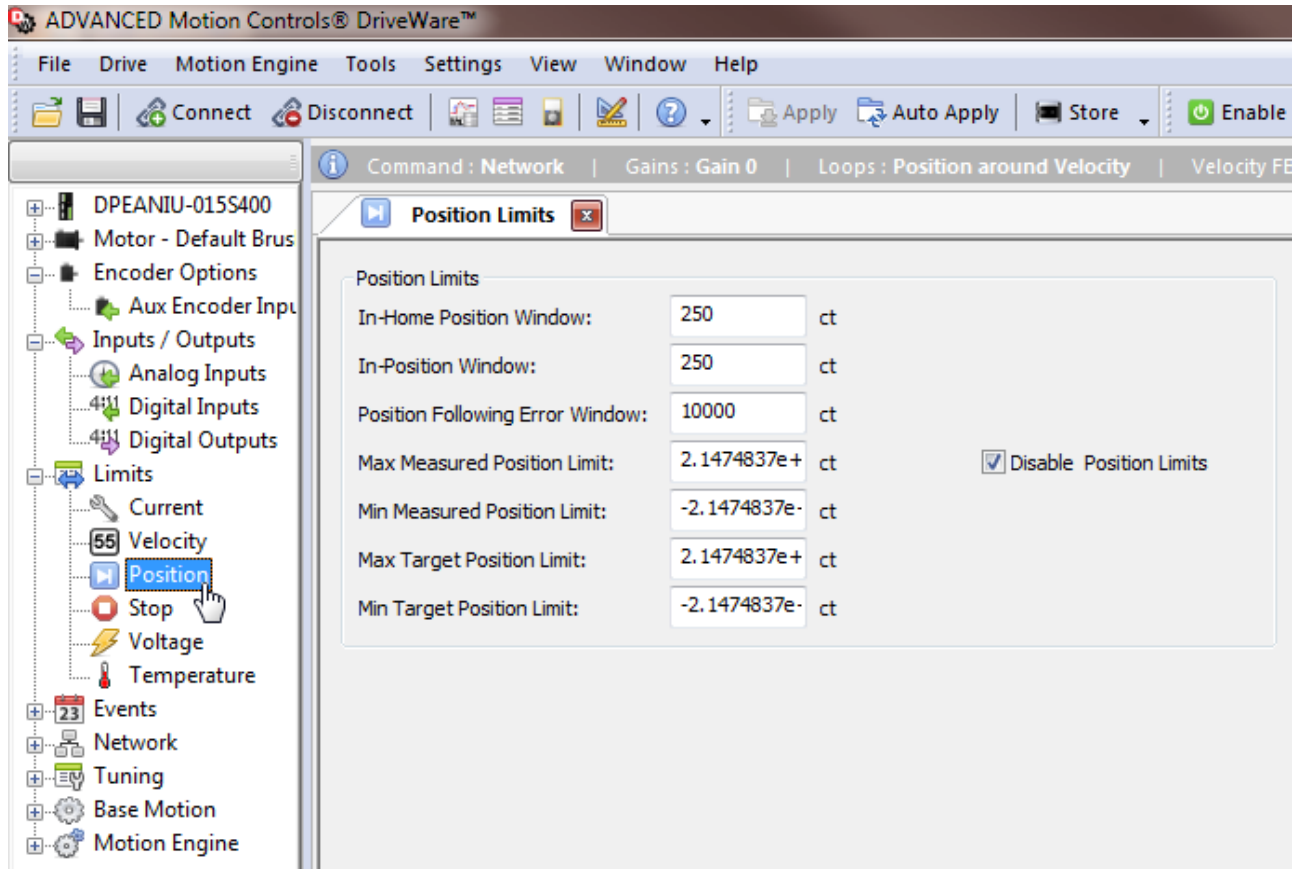 ADVANCED Motion Controls® DriveWare™
File Drive Motion Engine Tools Settings View Window Help
Connect Disconnect Apply Auto Apply Store Enable
Command : Network | Gains : Gain 0 | Loops : Position around Velocity | Velocity FE
DPEANIU-015S400
Motor - Default Brus
Encoder Options
Aux Encoder Inpu
Inputs / Outputs
Analog Inputs
Digital Inputs
Digital Outputs
Limits
Current
55 Velocity
Position
Stop
Voltage
Temperature
23 Events
Network
Tuning
Base Motion
Motion Engine
Position Limits
Position Limits
In-Home Position Window: 250 ct
In-Position Window: 250 ct
Position Following Error Window: 10000 ct
Max Measured Position Limit: 2.1474837e+ ct Disable Position Limits
Min Measured Position Limit: -2.1474837e- ct
Max Target Position Limit: 2.1474837e+ ct
Min Target Position Limit: -2.1474837e- ct